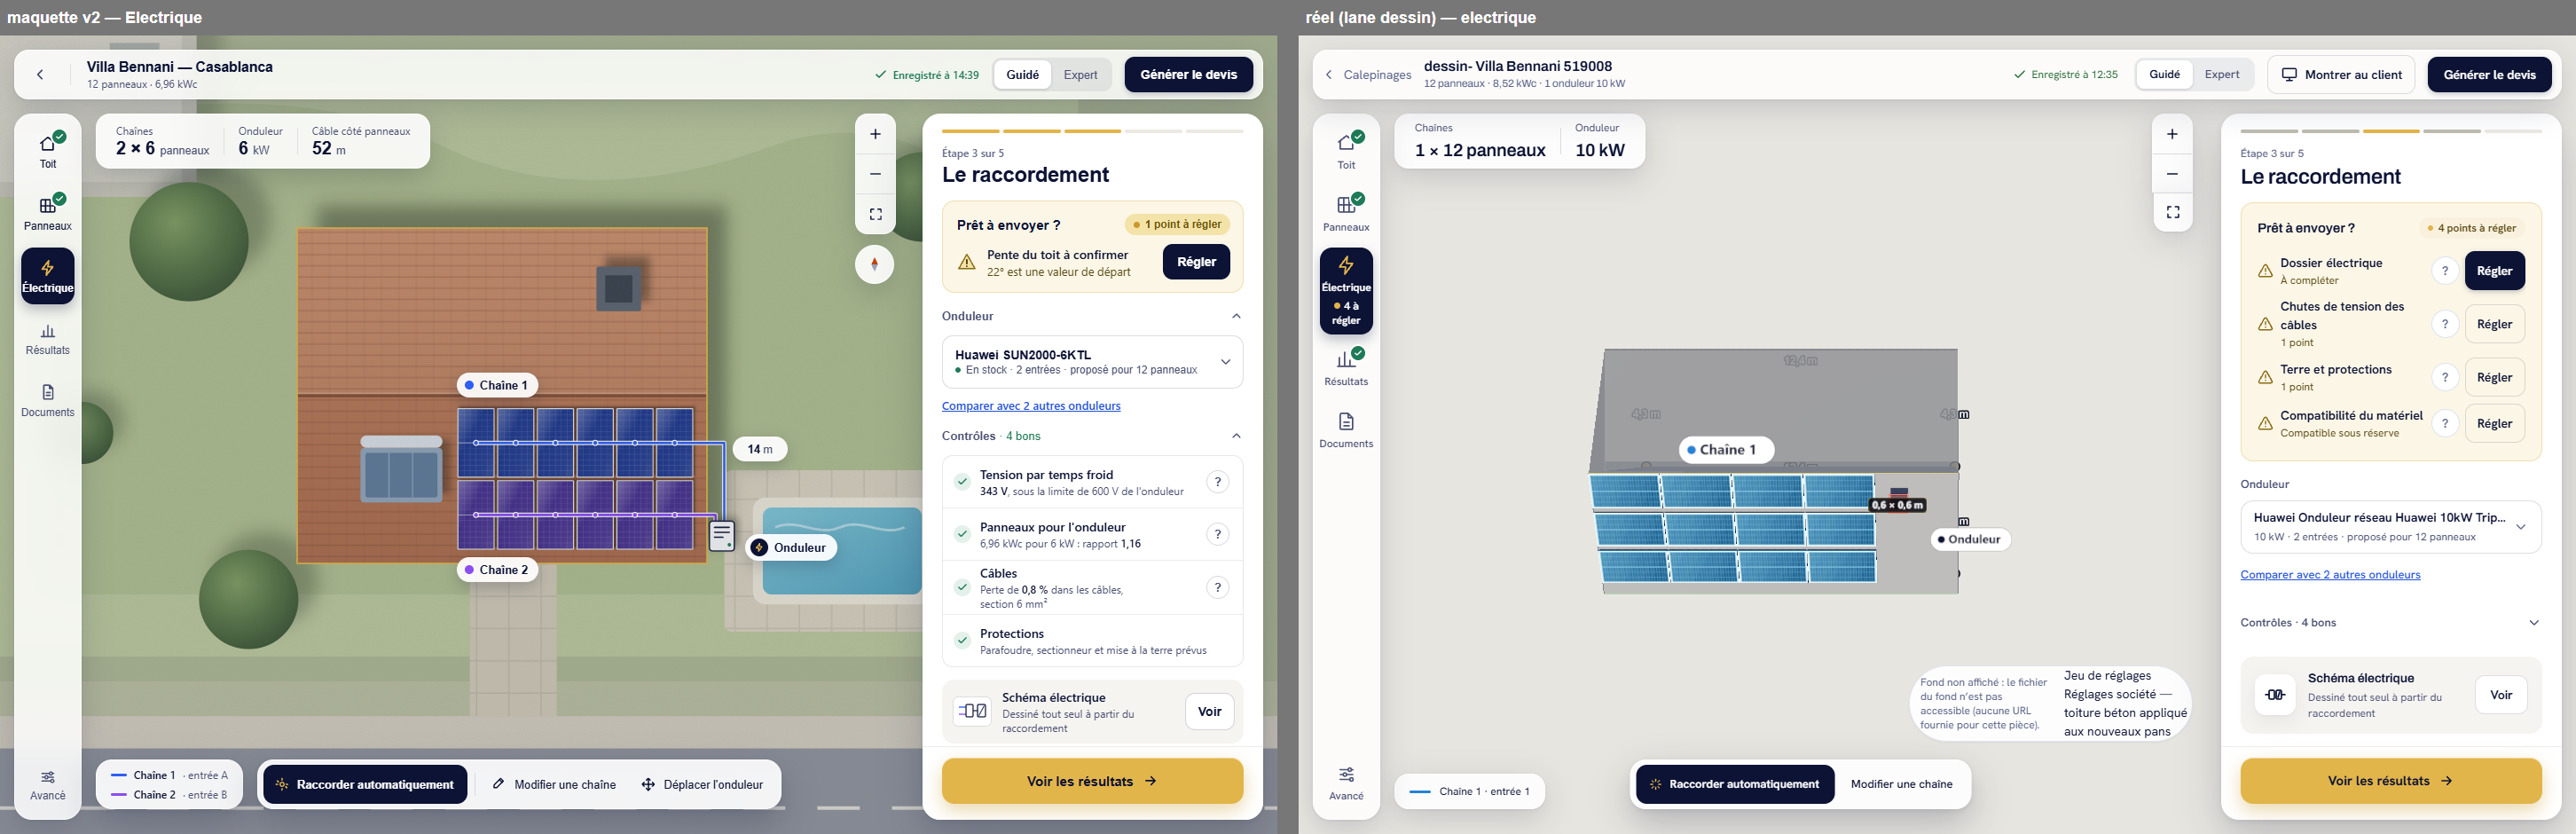 maquette v2 — Electrique
Villa Bennani — Casablanca
12 panneaux · 6,96 kWc
Enregistré à 14:39
Guidé
Expert
Générer le devis
Toit
Panneaux
Électrique
Résultats
Documents
Avancé
Chaînes
2 × 6 panneaux
Onduleur
6 kW
Câble côté panneaux
52 m
+
−
Chaîne 1
14 m
Onduleur
Chaîne 2
Chaîne 1 · entrée A
Chaîne 2 · entrée B
Raccorder automatiquement
Modifier une chaîne
Déplacer l'onduleur
Étape 3 sur 5
Le raccordement
Prêt à envoyer ?
1 point à régler
Pente du toit à confirmer
22° est une valeur de départ
Régler
Onduleur
Huawei SUN2000-6KTL
En stock · 2 entrées · proposé pour 12 panneaux
Comparer avec 2 autres onduleurs
Contrôles · 4 bons
Tension par temps froid
343 V, sous la limite de 600 V de l'onduleur
?
Panneaux pour l'onduleur
6,96 kWc pour 6 kW : rapport 1,16
?
Câbles
Perte de 0,8 % dans les câbles,
section 6 mm²
?
Protections
Parafoudre, sectionneur et mise à la terre prévus
Schéma électrique
Dessiné tout seul à partir du
raccordement
Voir
Voir les résultats →
réel (lane dessin) — electrique
Calepinages
dessin- Villa Bennani 519008
12 panneaux · 8,52 kWc · 1 onduleur 10 kW
Enregistré à 12:35
Guidé
Expert
Montrer au client
Générer le devis
Toit
Panneaux
Électrique
4 à
régler
Résultats
Documents
Avancé
Chaînes
1 × 12 panneaux
Onduleur
10 kW
+
−
12,4 m
Chaîne 1
0,6 × 0,6 m
Onduleur
Fond non affiché : le fichier
du fond n'est pas
accessible (aucune URL
fournie pour cette pièce).
Jeu de réglages
Réglages société —
toiture béton appliqué
aux nouveaux pans
Chaîne 1 · entrée 1
Raccorder automatiquement
Modifier une chaîne
Étape 3 sur 5
Le raccordement
Prêt à envoyer ?
4 points à régler
Dossier électrique
À compléter
?
Régler
Chutes de tension des
câbles
1 point
?
Régler
Terre et protections
1 point
?
Régler
Compatibilité du matériel
Compatible sous réserve
?
Régler
Onduleur
Huawei Onduleur réseau Huawei 10kW Trip...
10 kW · 2 entrées · proposé pour 12 panneaux
Comparer avec 2 autres onduleurs
Contrôles · 4 bons
Schéma électrique
Dessiné tout seul à partir du
raccordement
Voir
Voir les résultats →